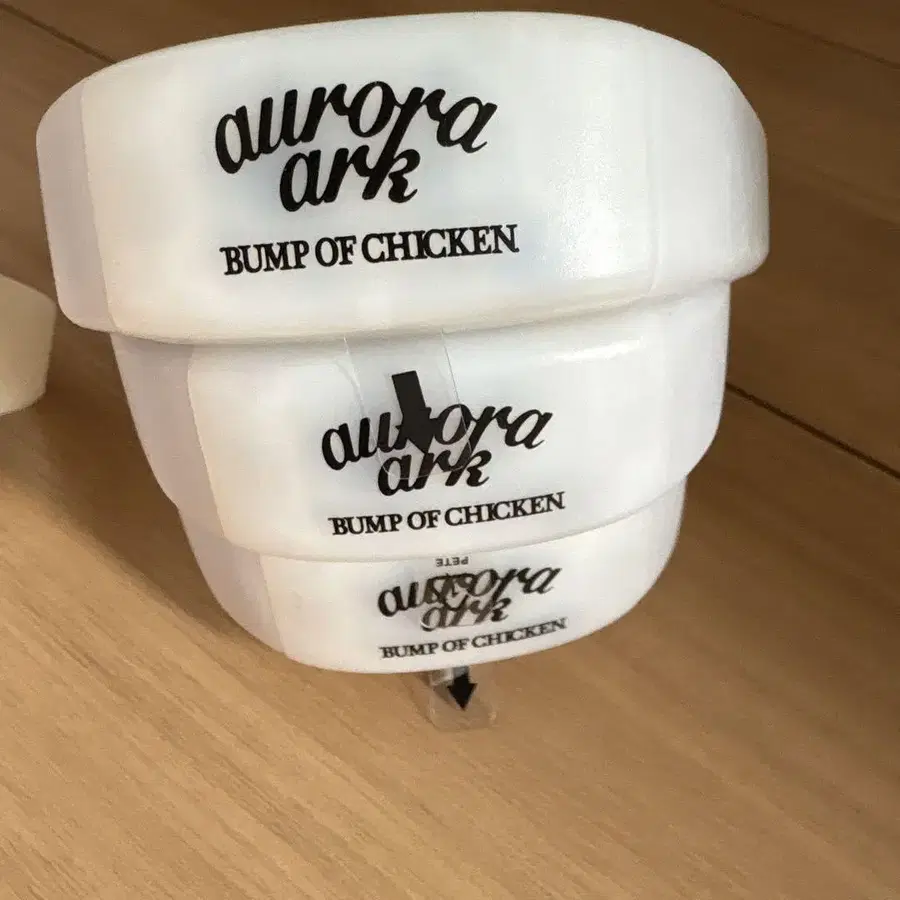 aurora
ark
BUMP OF CHICKEN
aurora
ark
BUMP OF CHICKEN
PETE
aurora
ark
BUMP OF CHICKEN